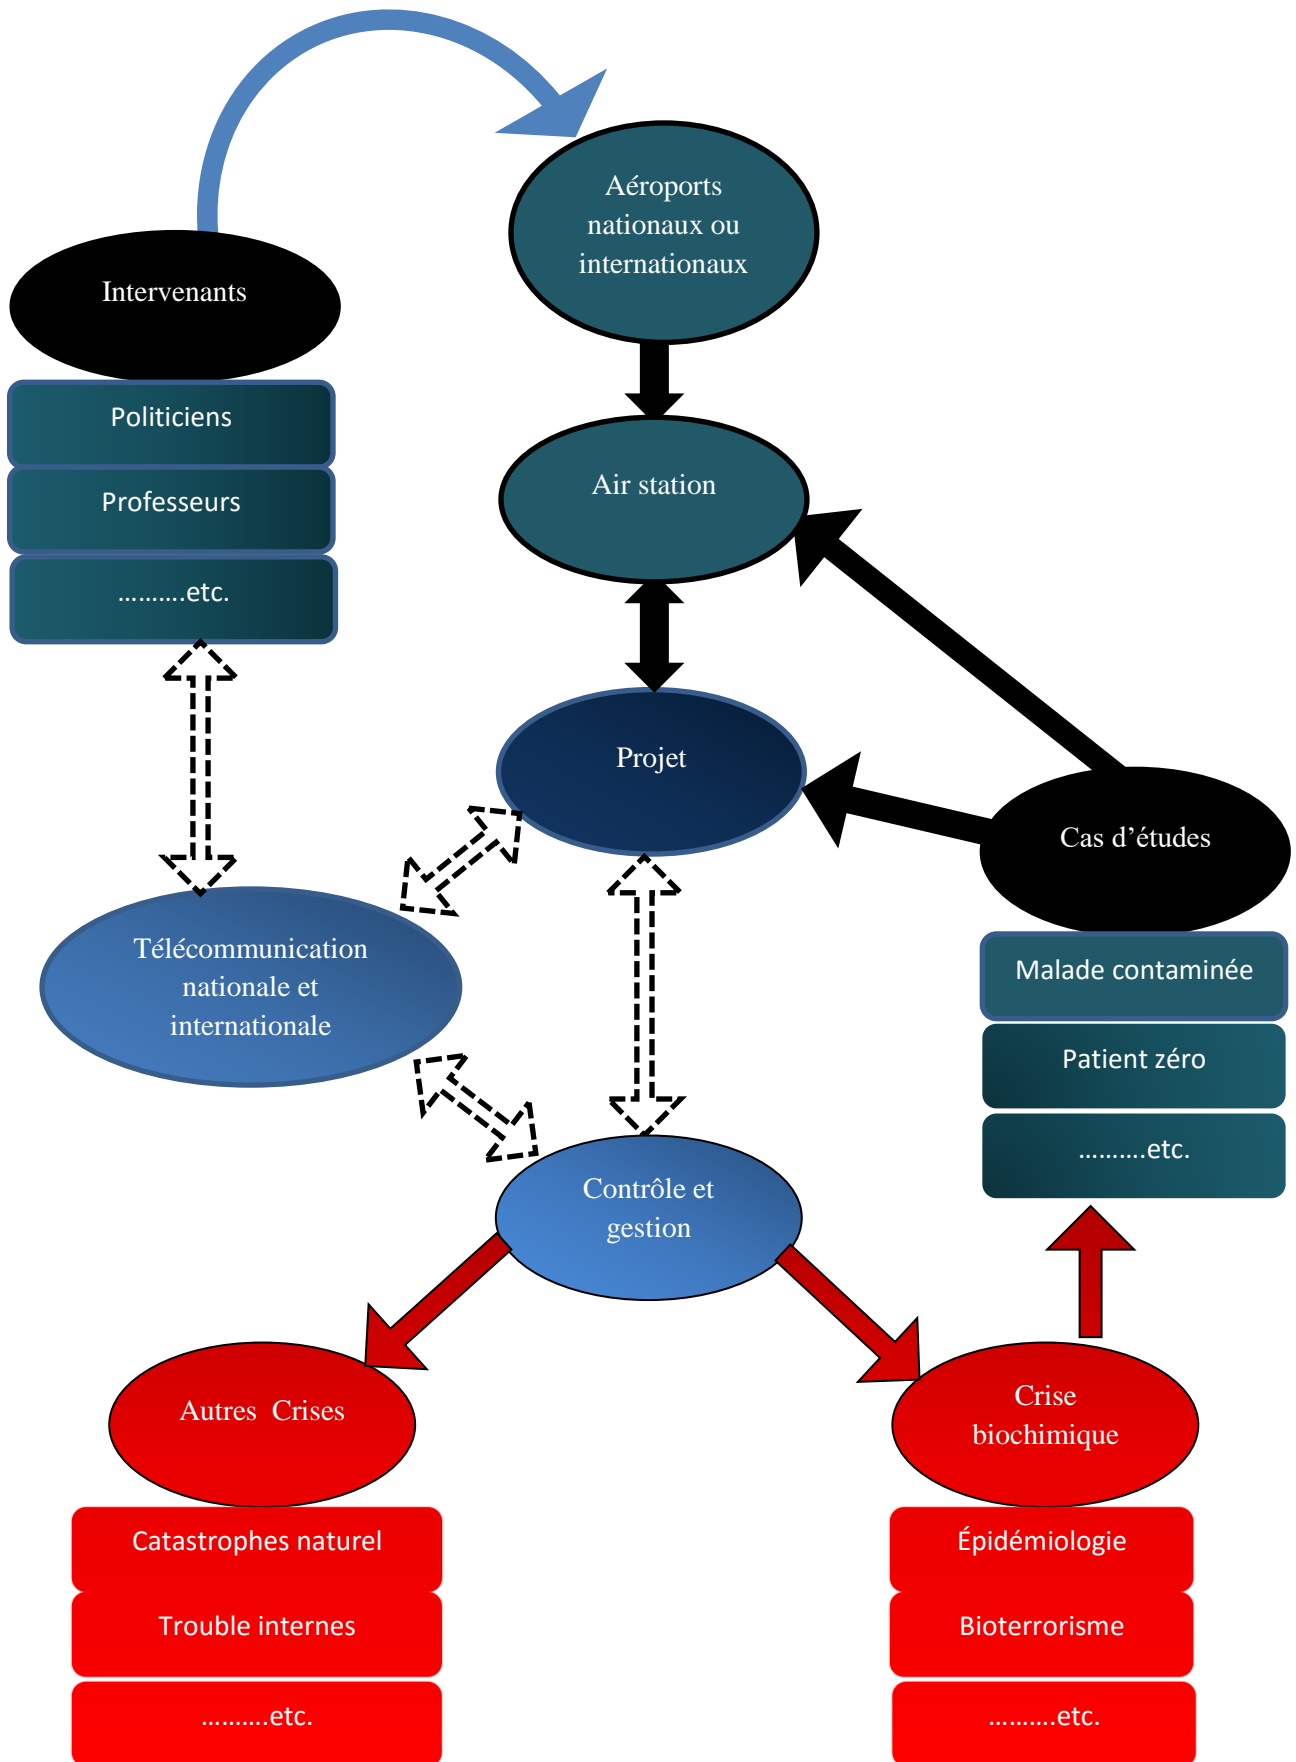 Aéroports
nationaux ou
internationaux
Intervenants
Politiciens
Professeurs
..........etc.
Air station
Projet
Cas d’études
Malade contaminée
Patient zéro
..........etc.
Télécommunication
nationale et
internationale
Contrôle et
gestion
Autres  Crises
Catastrophes naturel
Trouble internes
..........etc.
Crise
biochimique
Épidémiologie
Bioterrorisme
..........etc.